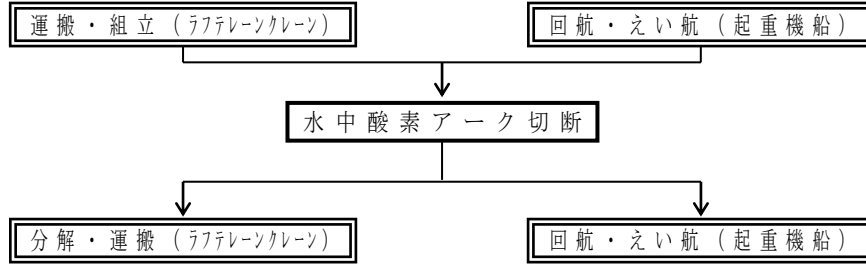 運搬・組立(ﾗﾌﾃﾚｰﾝｸﾚｰﾝ)
回航・えい航(起重機船)
水中酸素アーク切断
分解・運搬(ﾗﾌﾃﾚｰﾝｸﾚｰﾝ)
回航・えい航(起重機船)